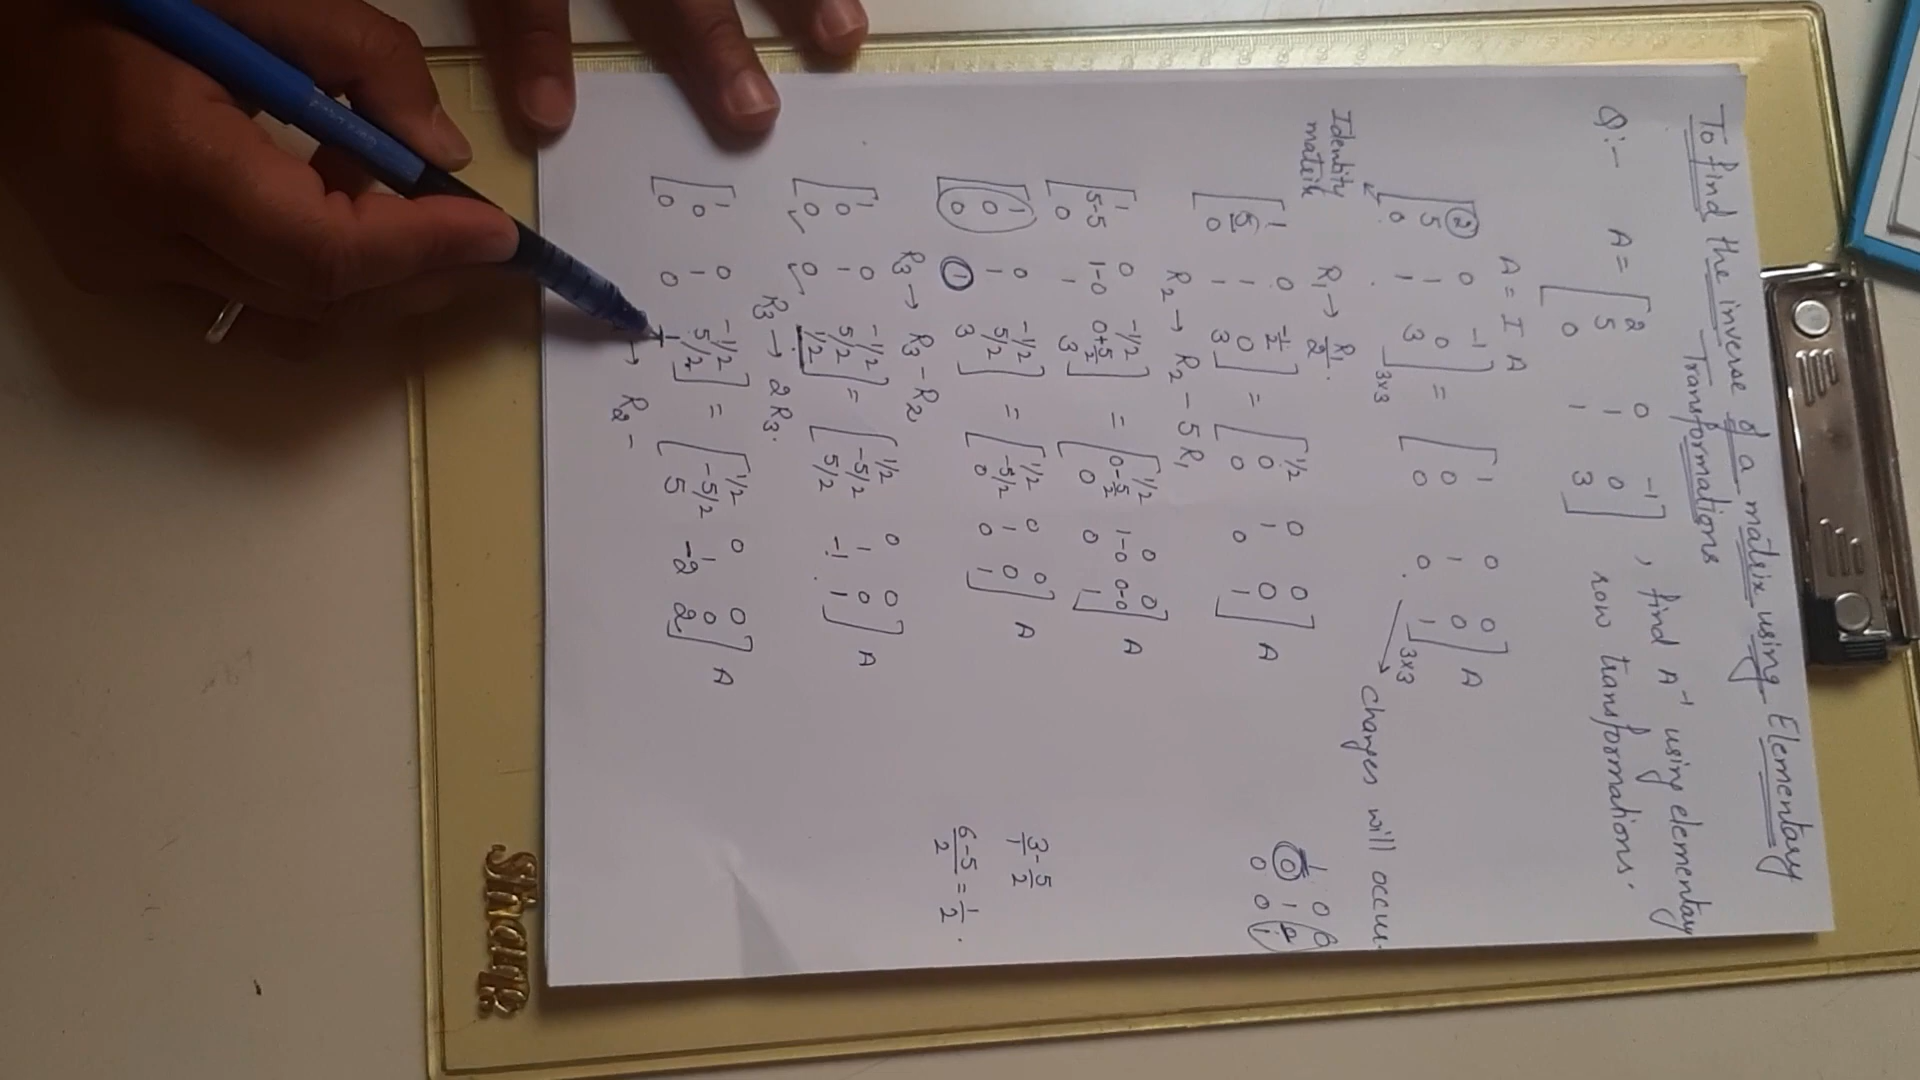 To find the inverse of a matrix using Elementary
Transformations
Q:- A = [2 0 -1
5 1 0
0 1 3] , find A⁻¹ using elementary
row transformations.
A = I A
[2 0 -1
5 1 0
0 1 3]3x3 = [1 0 0
0 1 0
0 0 1]3x3 A
Identity
matrix
changes will occur
R1 → R1/2.
[1 0 -1/2
5 1 0
0 1 3] = [1/2 0 0
0 1 0
0 0 1] A
R2 → R2 - 5R1
[1 0 -1/2
5-5 1-0 0+5/2
0 1 3] = [1/2 0 0
0-5/2 1-0 0-0
0 0 1] A
[1 0 -1/2
0 1 5/2
0 1 3] = [1/2 0 0
-5/2 1 0
0 0 1] A
3/1 - 5/2
6-5/2 = 1/2.
R3 → R3 - R2
[1 0 -1/2
0 1 5/2
0 0 1/2] = [1/2 0 0
-5/2 1 0
5/2 -1 1] A
R3 → 2R3.
[1 0 -1/2
0 1 5/2
0 0 1] = [1/2 0 0
-5/2 1 0
5 -2 2] A
→ R2 -
Strong